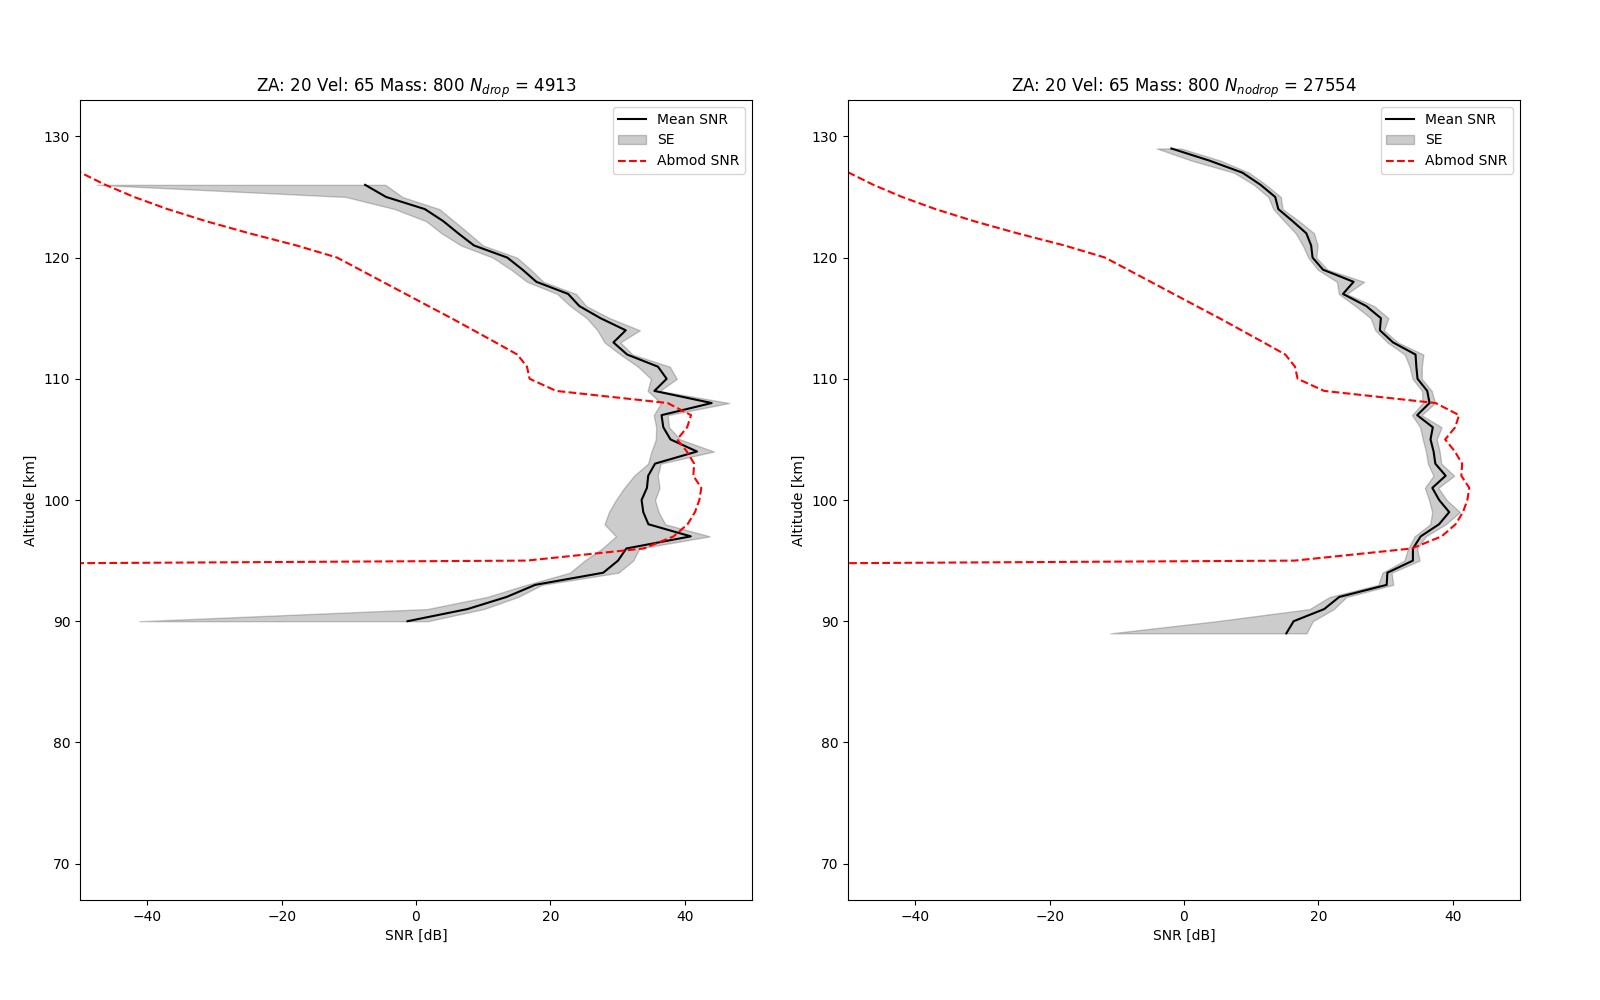 ZA: 20 Vel: 65 Mass: 800 N_drop = 4913
Mean SNR
SE
Abmod SNR
130
120
110
100
90
80
70
Altitude [km]
−40
−20
0
20
40
SNR [dB]
ZA: 20 Vel: 65 Mass: 800 N_nodrop = 27554
Mean SNR
SE
Abmod SNR
130
120
110
100
90
80
70
Altitude [km]
−40
−20
0
20
40
SNR [dB]